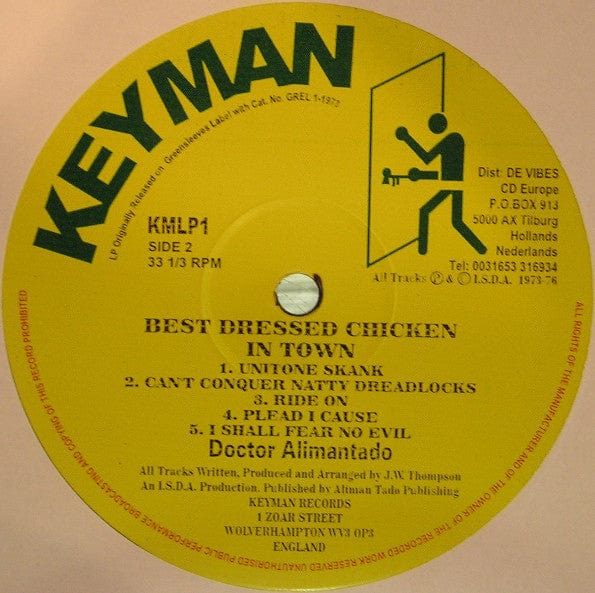 KEYMAN
LP Originally Released on Greensleeves Label with Cat. No. GREL 1-1973
KMLP1
SIDE 2
33 1/3 RPM
Dist: DE VIBES
CD Europe
P.O.BOX 913
5000 AX Tilburg
Hollands
Nederlands
Tel: 0031653 316934
All Tracks Ⓟ & Ⓒ I.S.D.A. 1973-76
BEST DRESSED CHICKEN
IN TOWN
1. UNITONE SKANK
2. CANT CONQUER NATTY DREADLOCKS
3. RIDE ON
4. PLEAD I CAUSE
5. I SHALL FEAR NO EVIL
Doctor Alimantado
All Tracks Written, Produced and Arranged by J.W. Thompson
An I.S.D.A. Production. Published by Altman Tado Publishing
KEYMAN RECORDS
1 ZOAR STREET
WOLVERHAMPTON WV3 OP3
ENGLAND
ALL RIGHTS OF THE MANUFACTURER AND OF THE OWNER OF THE RECORDED WORK RESERVED UNAUTHORISED PUBLIC PERFORMANCE BROADCASTING AND COPYING OF THIS RECORD PROHIBITED